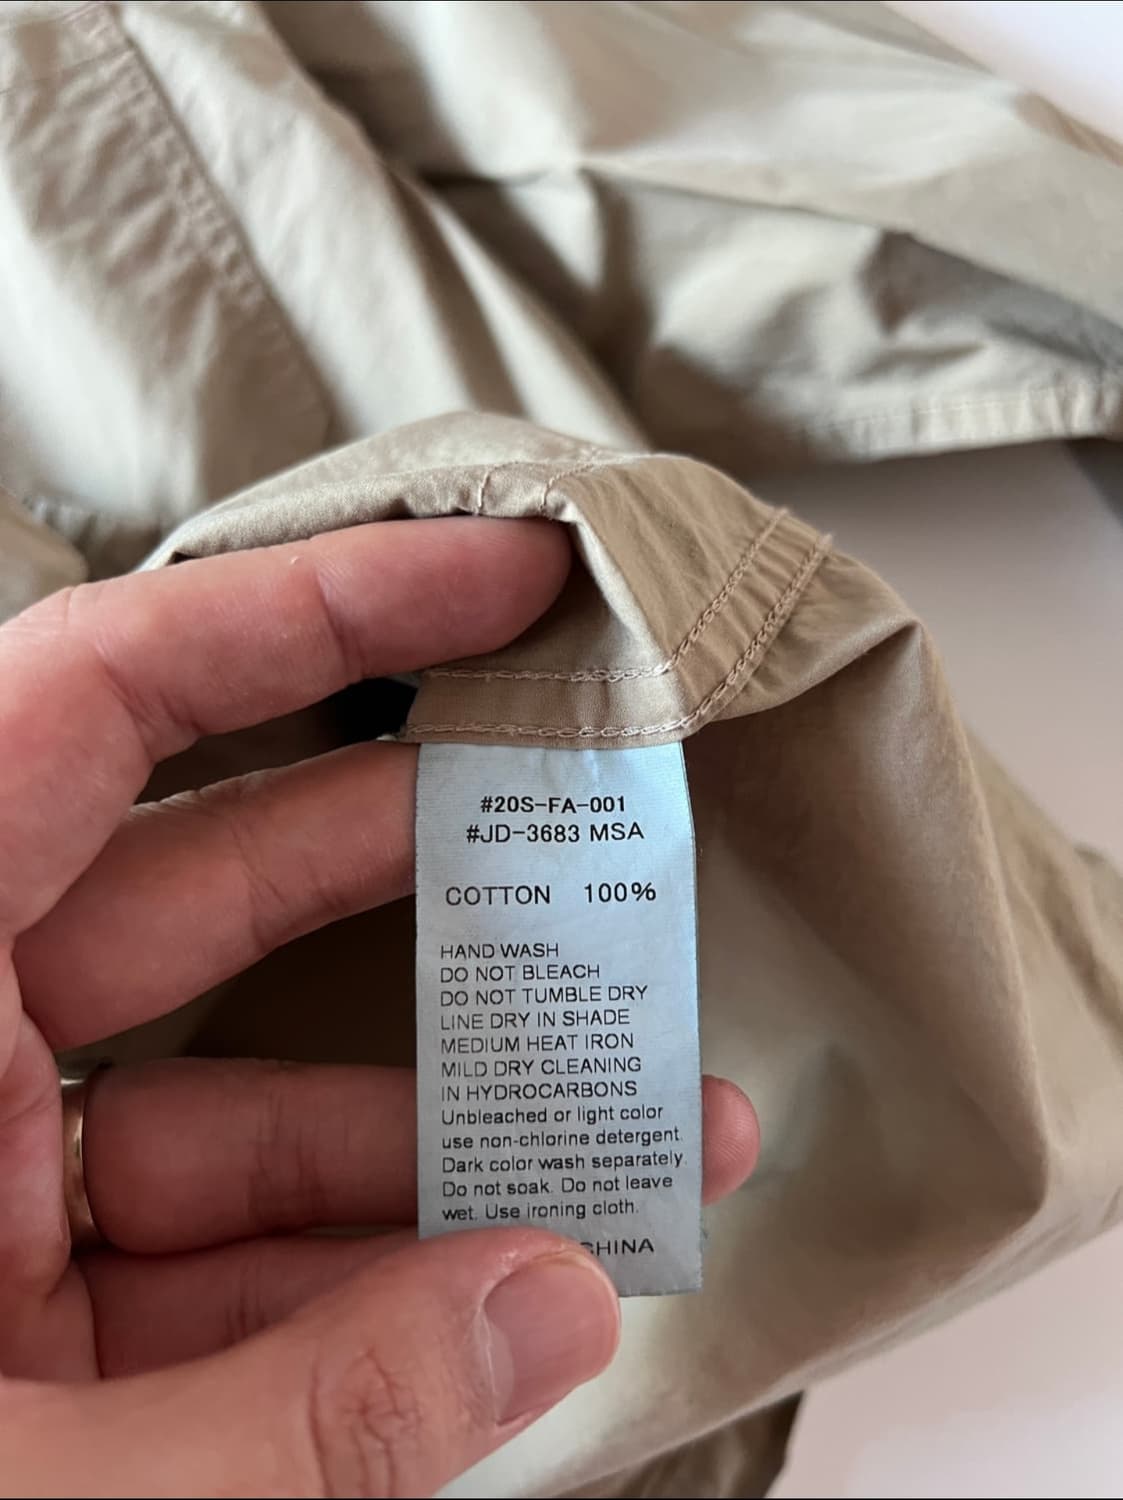 #20S-FA-001
#JD-3683 MSA
COTTON 100%
HAND WASH
DO NOT BLEACH
DO NOT TUMBLE DRY
LINE DRY IN SHADE
MEDIUM HEAT IRON
MILD DRY CLEANING
IN HYDROCARBONS
Unbleached or light color
use non-chlorine detergent.
Dark color wash separately.
Do not soak. Do not leave
wet. Use ironing cloth.
CHINA